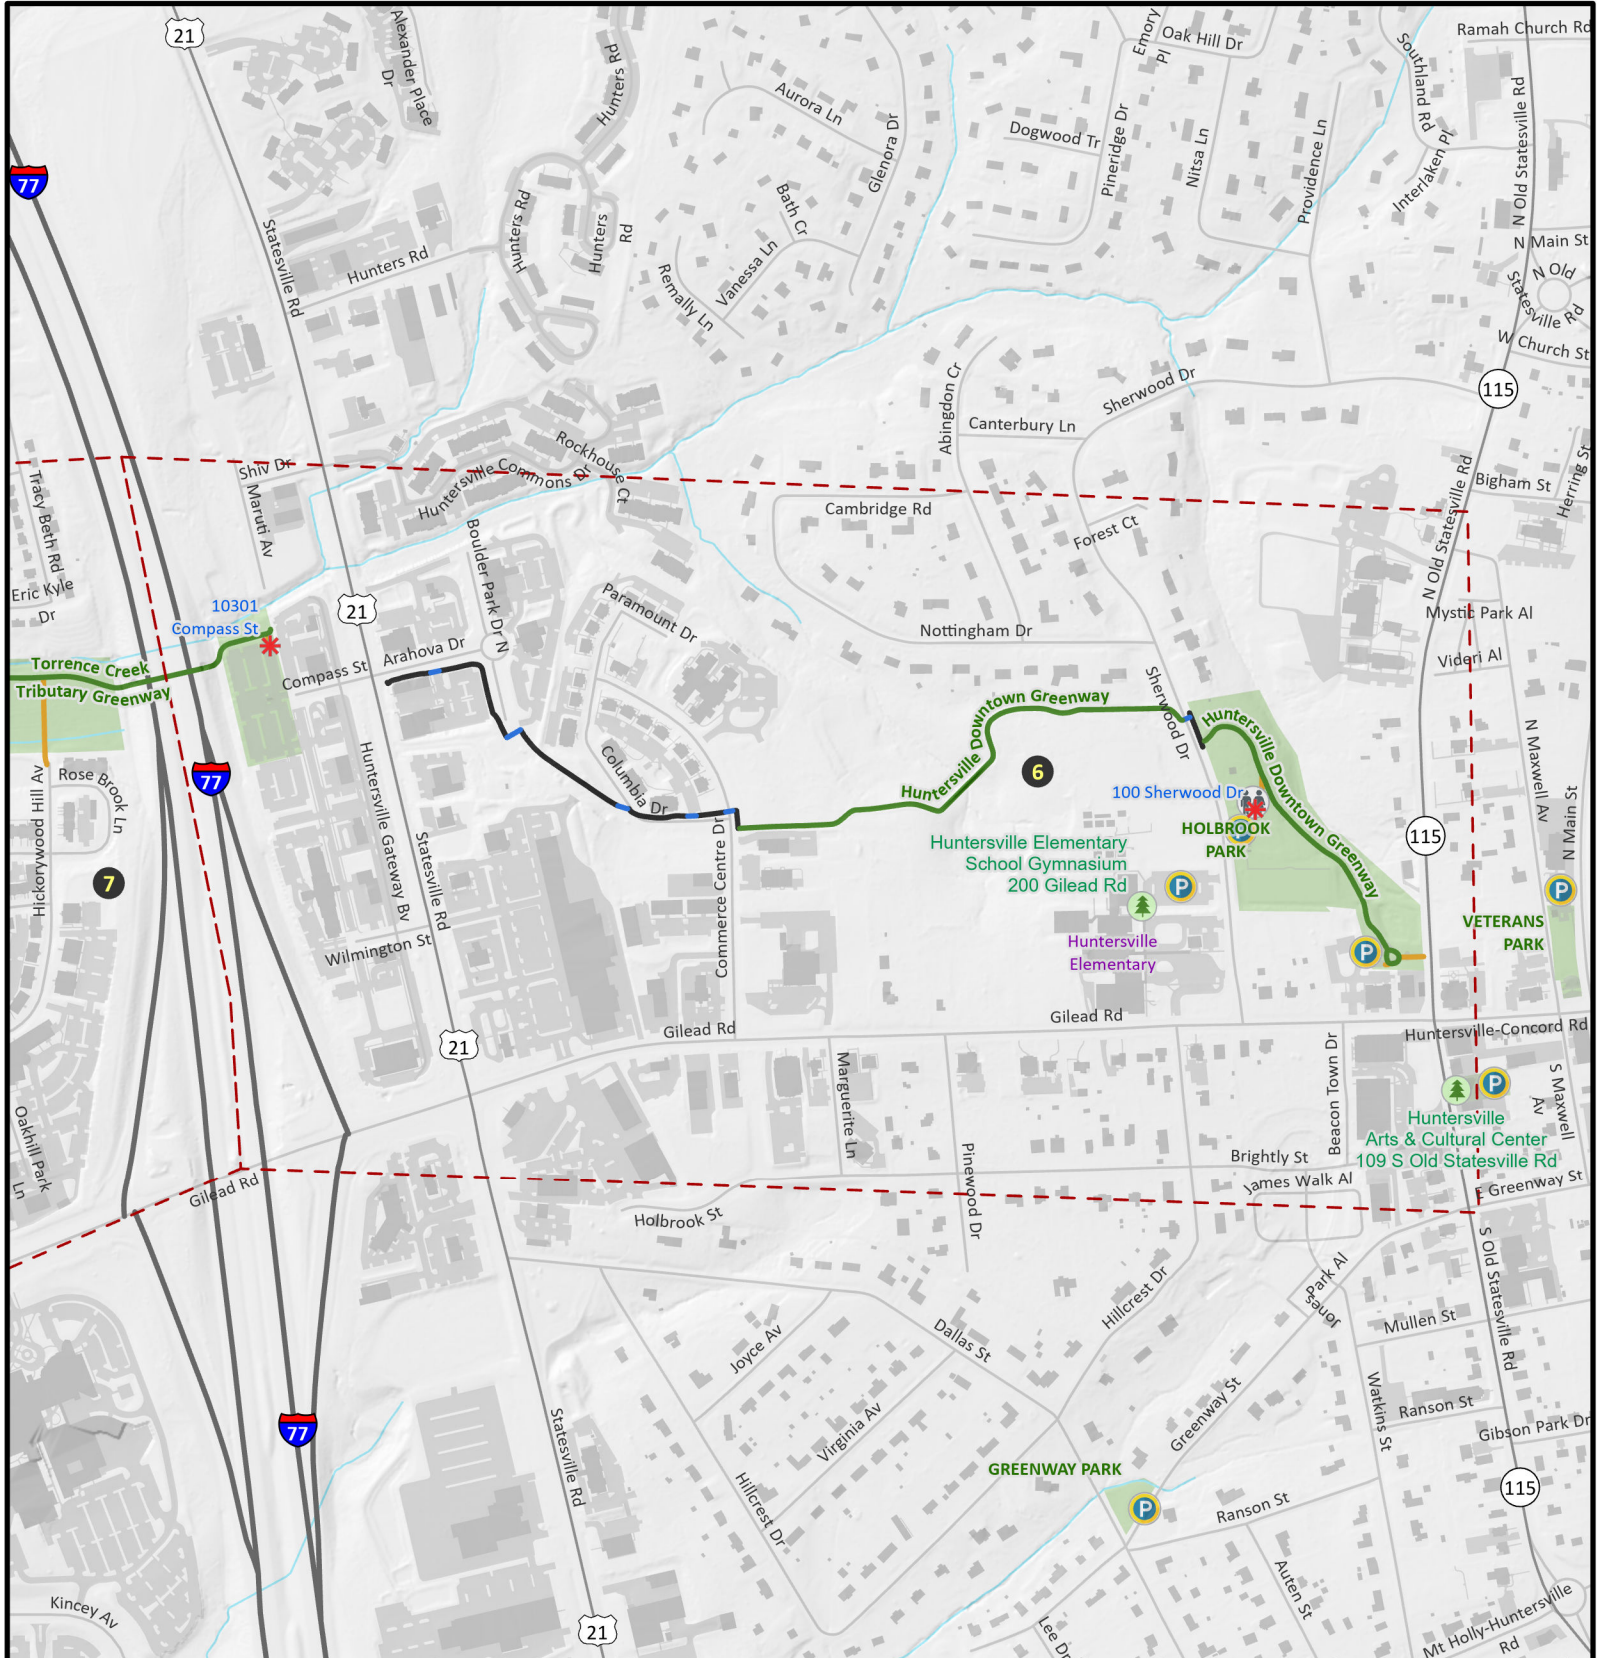 21
Alexander Place
Dr
Hunters Rd
Aurora Ln
Glenora Dr
Emory
Pl
Oak Hill Dr
Southland Rd
Ramah Church Rd
N Old Statesville Rd
Dogwood Tr
Pineridge Dr
Nitsa Ln
Providence Ln
Interlaken Pl
77
Statesville Rd
Hunters Rd
Hunters Rd
Hunters
Rd
Bath Cr
Vanessa Ln
Remally Ln
N Main St
N Old
Statesville Rd
W Church St
115
Abingdon Cr
Sherwood Dr
Canterbury Ln
Rockhouse Ct
Huntersville Commons Dr
Shiv Dr
Maruti Av
Tracy Beth Rd
Eric Kyle
Dr
Boulder Park Dr N
Cambridge Rd
Forest Ct
N Old Statesville Rd
Bigham St
Herring St
10301
Compass St
21
Paramount Dr
Nottingham Dr
Mystic Park Al
Videri Al
Torrence Creek
Tributary Greenway
Compass St
Arahova Dr
Sherwood Dr
Huntersville Downtown Greenway
Huntersville Downtown Greenway
N Maxwell Av
N Main St
77
Rose Brook Ln
Hickorywood Hill Av
Huntersville Gateway Bv
Statesville Rd
Columbia Dr
Commerce Centre Dr
6
100 Sherwood Dr
HOLBROOK
PARK
115
Huntersville Elementary
School Gymnasium
200 Gilead Rd
P
P
P
P
VETERANS
PARK
7
Wilmington St
Huntersville
Elementary
Gilead Rd
Gilead Rd
Huntersville-Concord Rd
21
Marguerite Ln
Pinewood Dr
Beacon Town Dr
P
S Maxwell
Av
Huntersville
Arts & Cultural Center
109 S Old Statesville Rd
Oakhill Park
Ln
Gilead Rd
Brightly St
James Walk Al
E Greenway St
Holbrook St
S Old Statesville Rd
Hillcrest Dr
Jones
Park Al
Mullen St
Joyce Av
Dallas St
Virginia Av
Greenway St
Watkins St
Ranson St
Gibson Park Dr
77
Statesville Rd
Hillcrest Dr
GREENWAY PARK
P
Ranson St
115
Auten St
Kincey Av
21
Lee Dr
Mt Holly-Huntersville
Rd